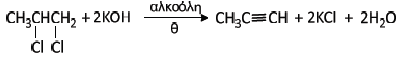 αλκοόλη
CH₃CHCH₂ + 2KOH → CH₃C≡CH + 2KCl + 2H₂O
θ
Cl Cl